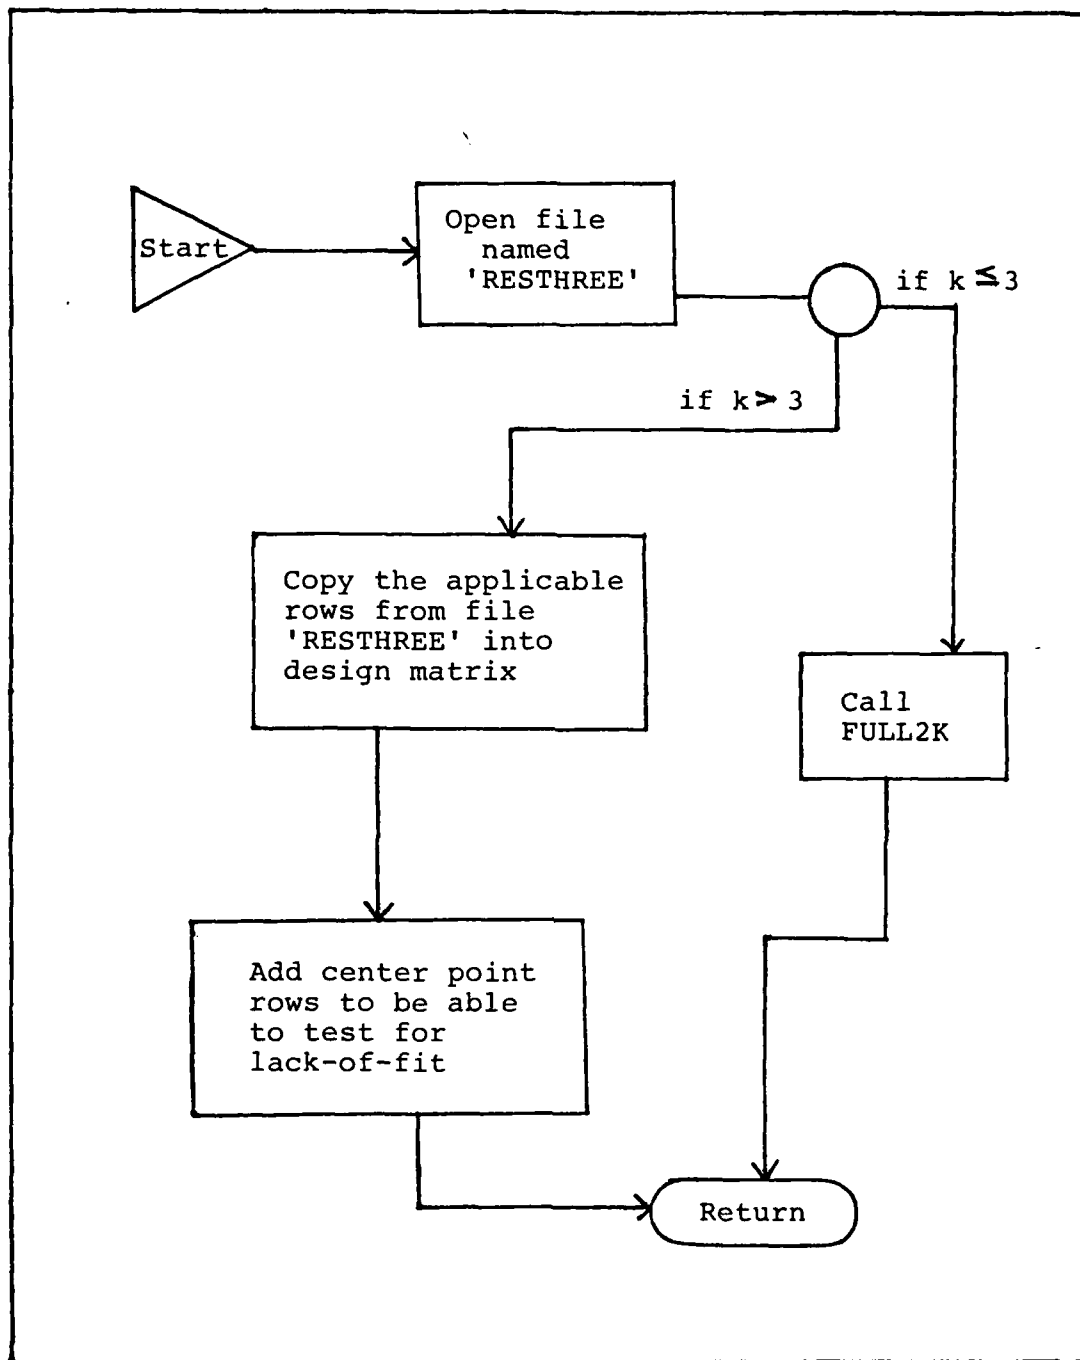 Start
Open file
named
'RESTHREE'
if k ≤ 3
if k > 3
Copy the applicable
rows from file
'RESTHREE' into
design matrix
Call
FULL2K
Add center point
rows to be able
to test for
lack-of-fit
Return